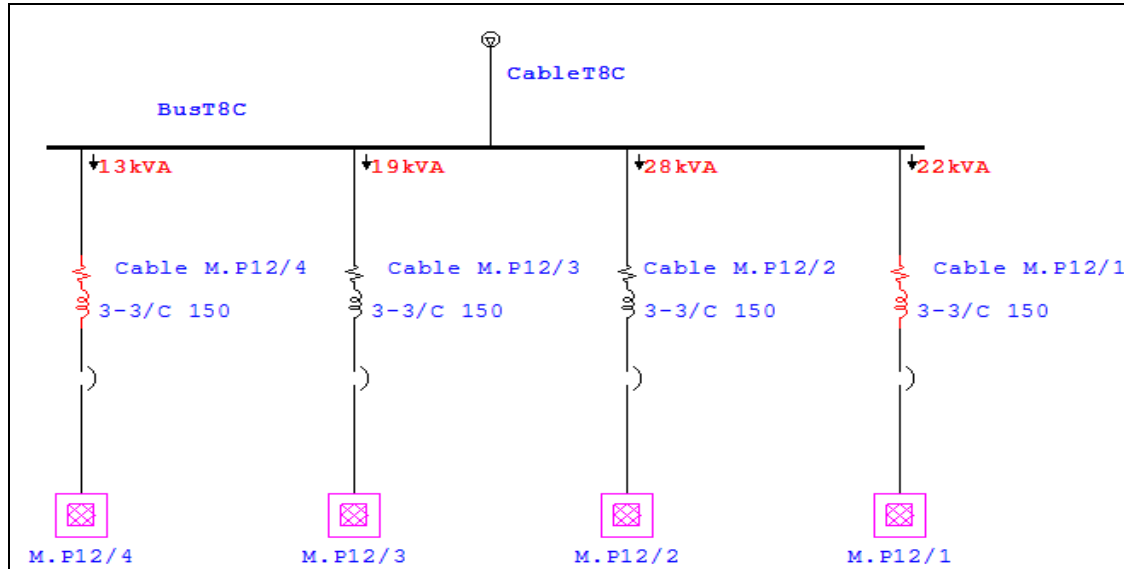 CableT8C
BusT8C
13kVA 19kVA 28kVA 22kVA
Cable M.P12/4 Cable M.P12/3 Cable M.P12/2 Cable M.P12/1
3-3/C 150 3-3/C 150 3-3/C 150 3-3/C 150
M.P12/4 M.P12/3 M.P12/2 M.P12/1